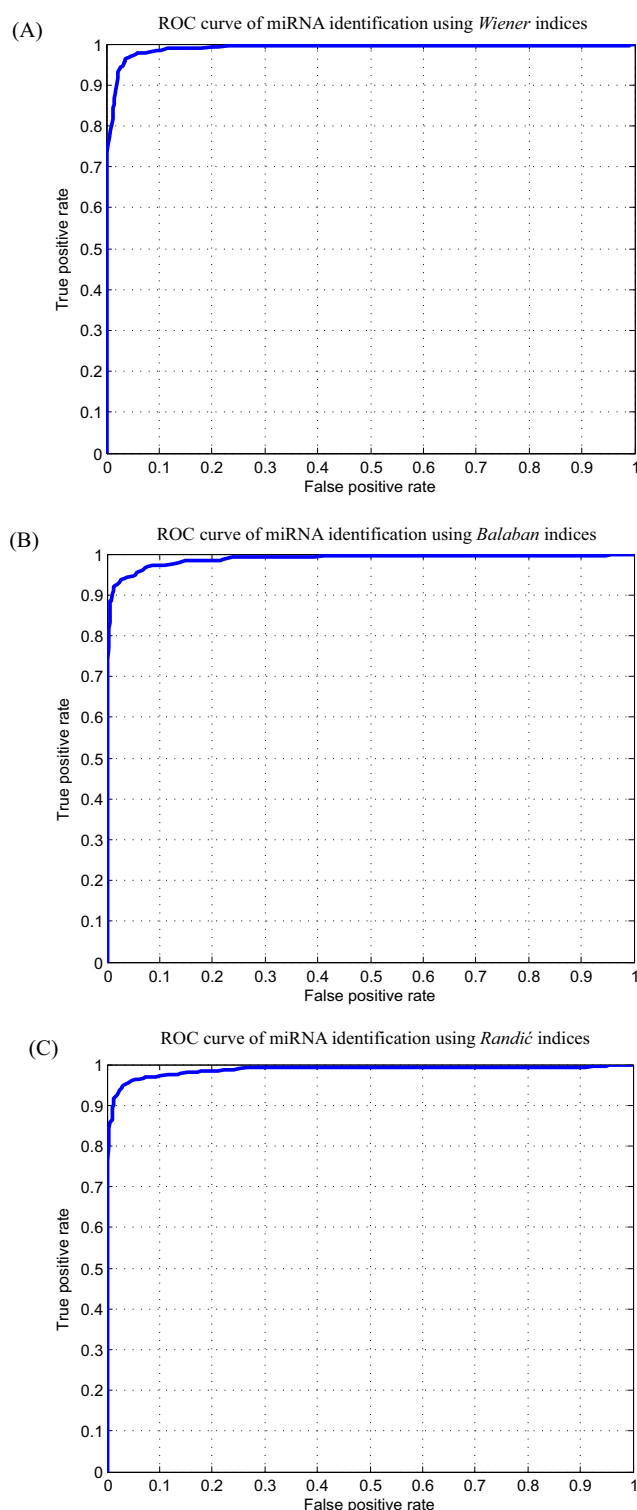 (A)
ROC curve of miRNA identification using Wiener indices
1
0.9
0.8
0.7
0.6
0.5
0.4
0.3
0.2
0.1
0
True positive rate
0 0.1 0.2 0.3 0.4 0.5 0.6 0.7 0.8 0.9 1
False positive rate
(B)
ROC curve of miRNA identification using Balaban indices
1
0.9
0.8
0.7
0.6
0.5
0.4
0.3
0.2
0.1
0
True positive rate
0 0.1 0.2 0.3 0.4 0.5 0.6 0.7 0.8 0.9 1
False positive rate
(C)
ROC curve of miRNA identification using Randić indices
1
0.9
0.8
0.7
0.6
0.5
0.4
0.3
0.2
0.1
0
True positive rate
0 0.1 0.2 0.3 0.4 0.5 0.6 0.7 0.8 0.9 1
False positive rate